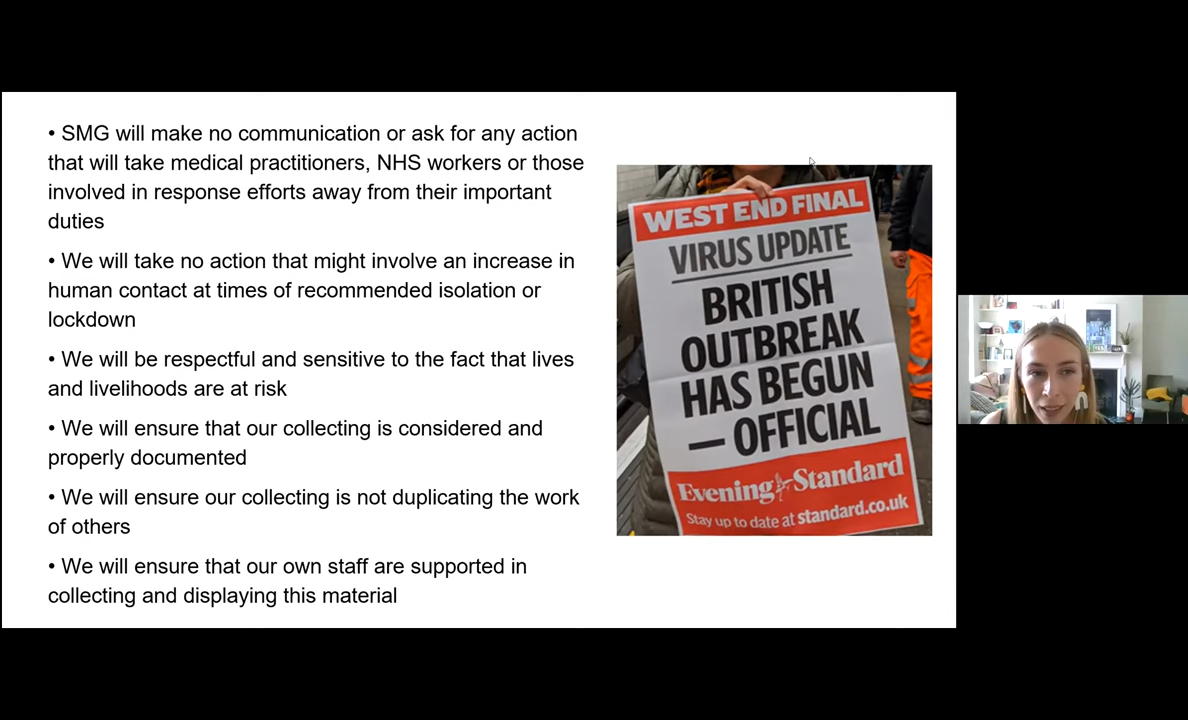 • SMG will make no communication or ask for any action
that will take medical practitioners, NHS workers or those
involved in response efforts away from their important
duties
• We will take no action that might involve an increase in
human contact at times of recommended isolation or
lockdown
• We will be respectful and sensitive to the fact that lives
and livelihoods are at risk
• We will ensure that our collecting is considered and
properly documented
• We will ensure our collecting is not duplicating the work
of others
• We will ensure that our own staff are supported in
collecting and displaying this material
WEST END FINAL
VIRUS UPDATE
BRITISH
OUTBREAK
HAS BEGUN
— OFFICIAL
Evening Standard
Stay up to date at standard.co.uk